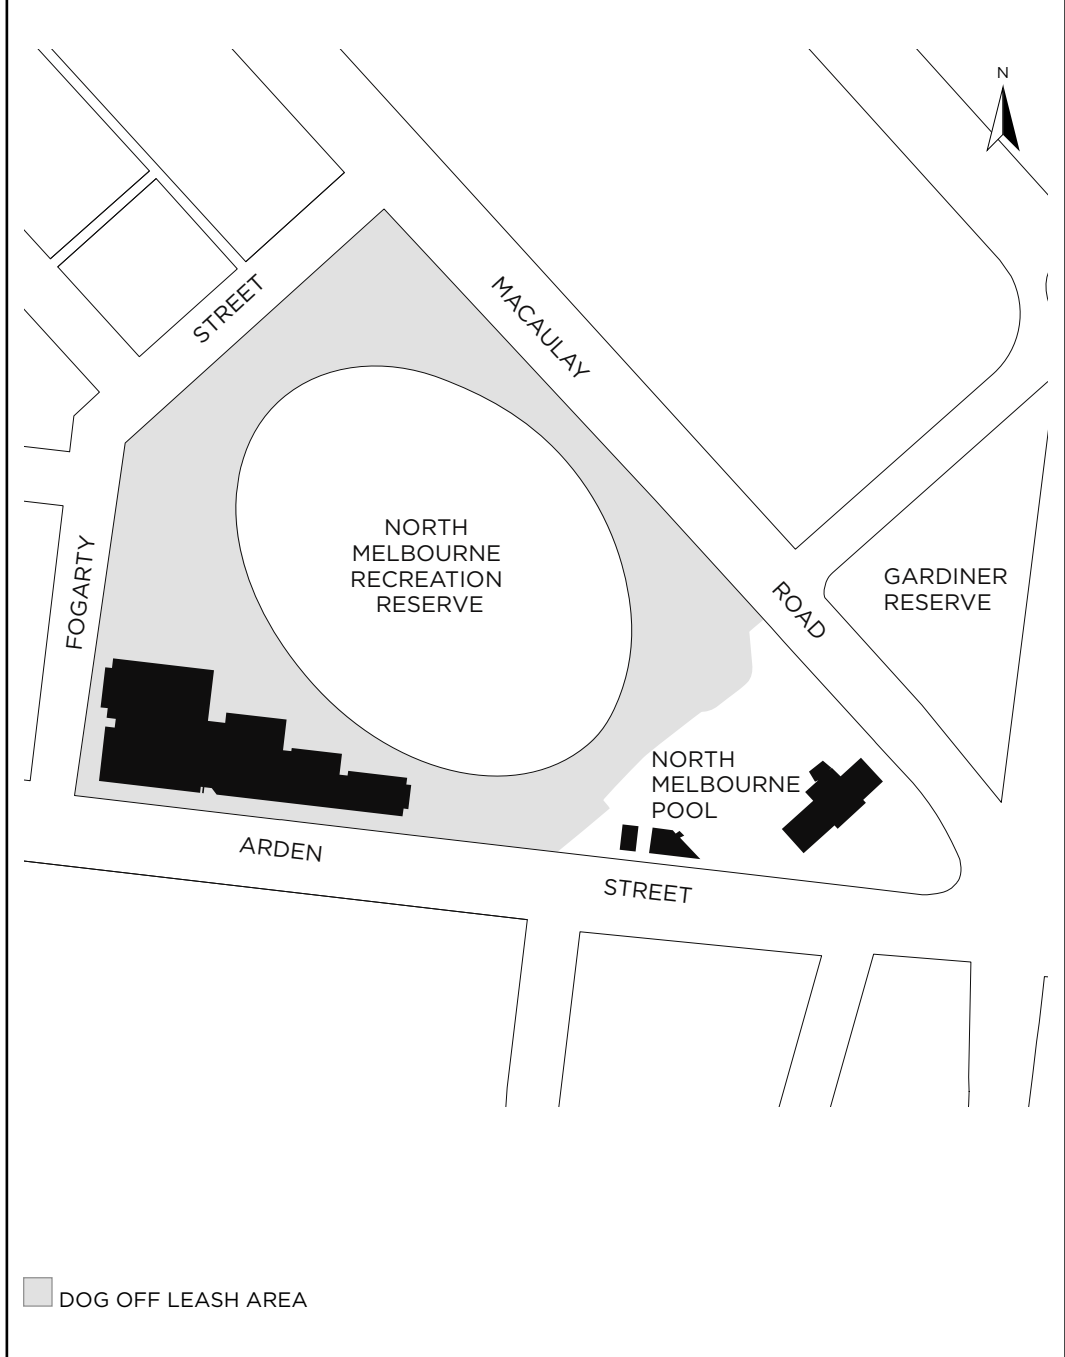 N
STREET
MACAULAY
NORTH
MELBOURNE
RECREATION
RESERVE
FOGARTY
ROAD
GARDINER
RESERVE
NORTH
MELBOURNE
POOL
ARDEN
STREET
DOG OFF LEASH AREA